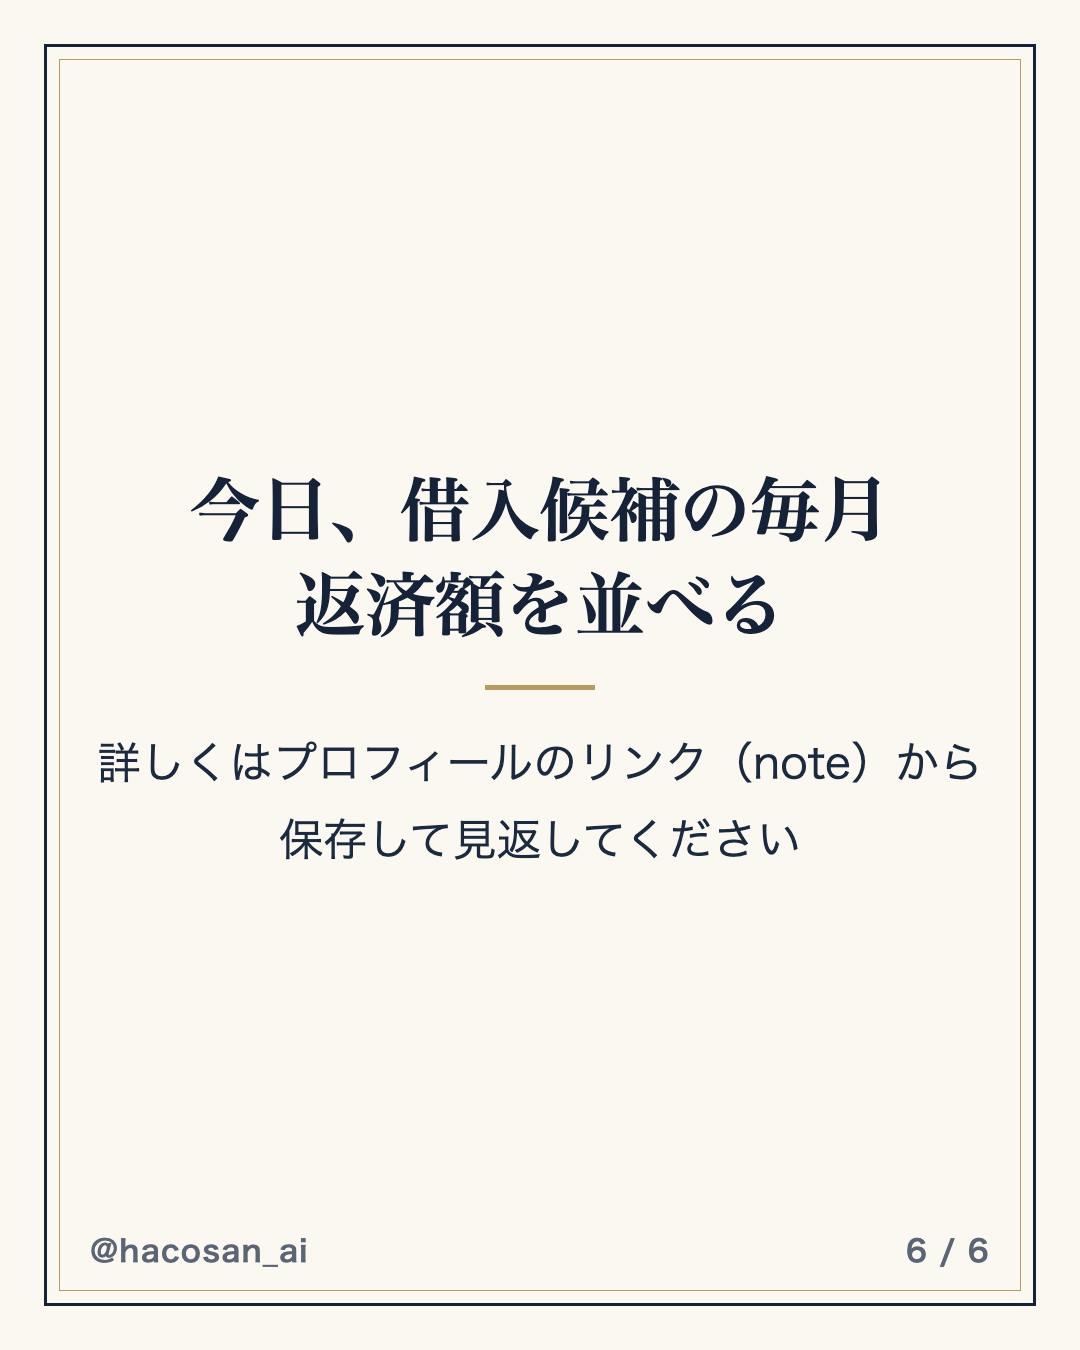 今日、借入候補の毎月
返済額を並べる
詳しくはプロフィールのリンク（note）から
保存して見返してください
@hacosan_ai
6 / 6